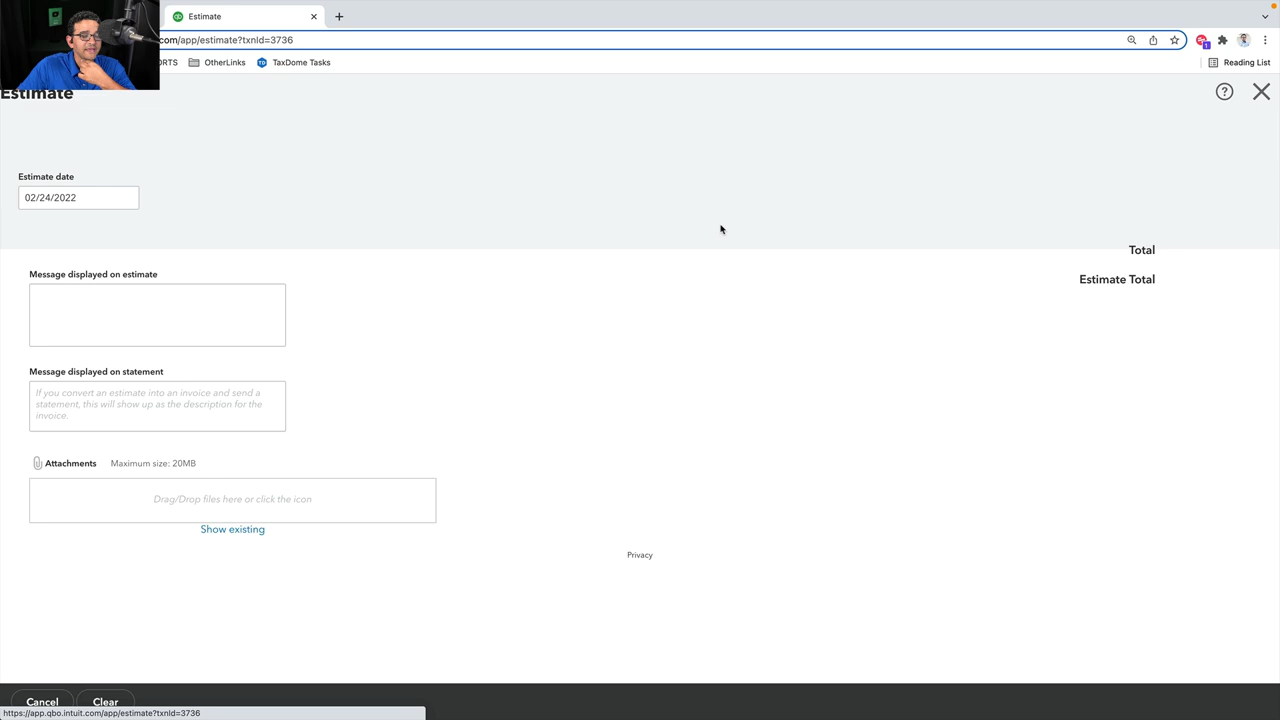 Estimate
com/app/estimate?txnId=3736
ORTS
OtherLinks
TD
TaxDome Tasks
Reading List
Estimate
Estimate date
02/24/2022
Total
Estimate Total
Message displayed on estimate
Message displayed on statement
If you convert an estimate into an invoice and send a
statement, this will show up as the description for the
invoice.
Attachments
Maximum size: 20MB
Drag/Drop files here or click the icon
Show existing
Privacy
Cancel
Clear
https://app.qbo.intuit.com/app/estimate?txnId=3736